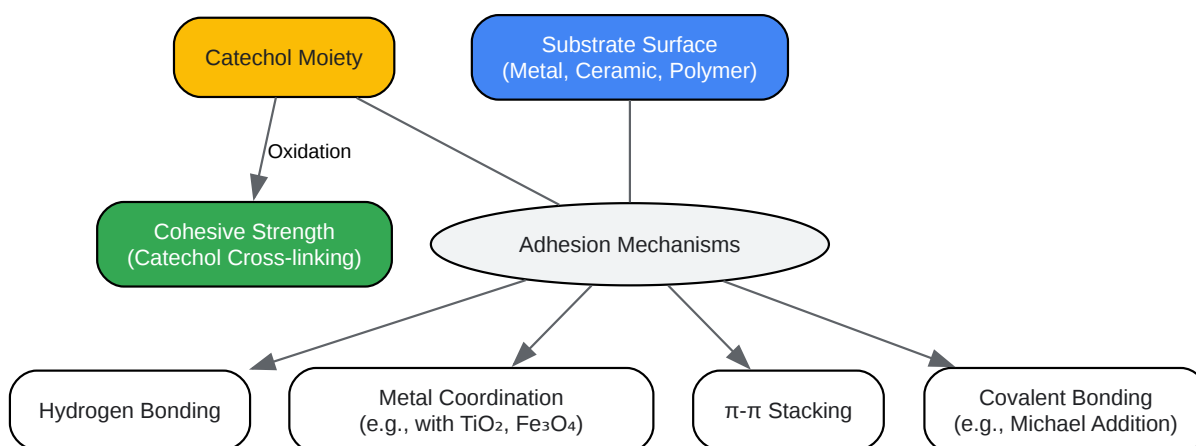 Catechol Moiety
Substrate Surface
(Metal, Ceramic, Polymer)
Oxidation
Cohesive Strength
(Catechol Cross-linking)
Adhesion Mechanisms
Hydrogen Bonding
Metal Coordination
(e.g., with TiO₂, Fe₃O₄)
π-π Stacking
Covalent Bonding
(e.g., Michael Addition)